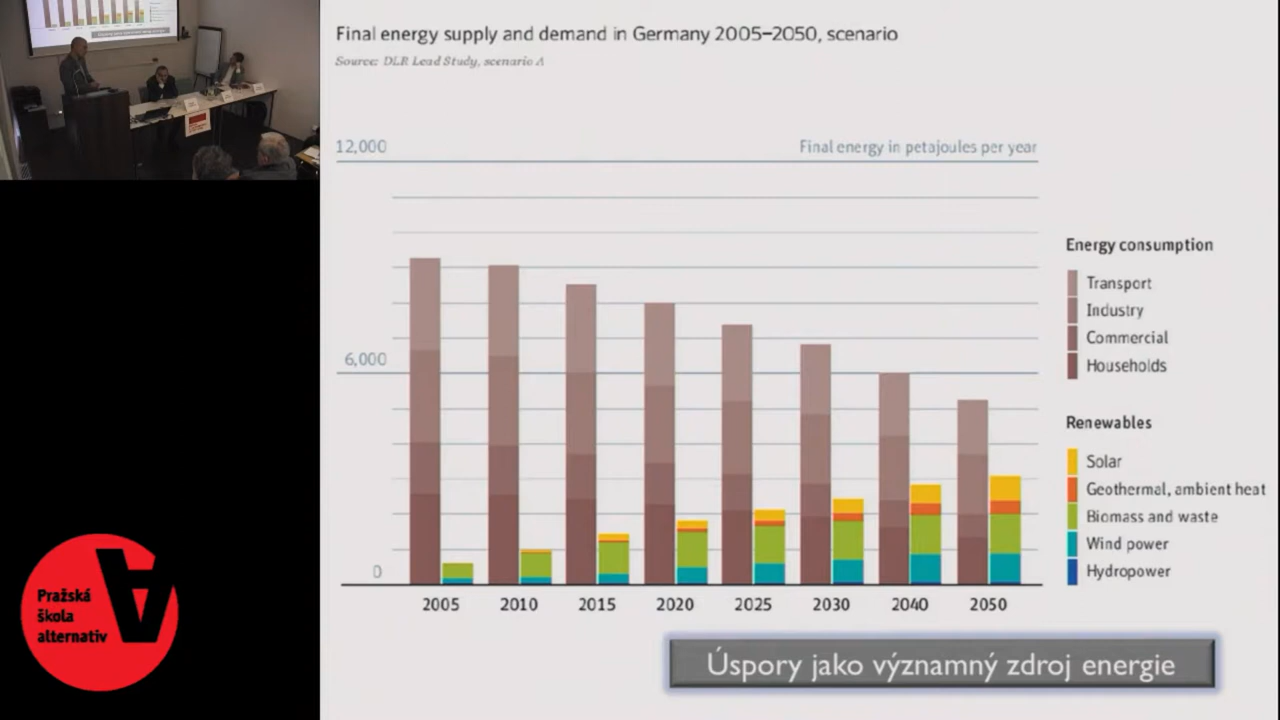 Final energy supply and demand in Germany 2005–2050, scenario
Source: DLR Lead Study, scenario A
12,000
Final energy in petajoules per year
6,000
0
2005 2010 2015 2020 2025 2030 2040 2050
Energy consumption
Transport
Industry
Commercial
Households
Renewables
Solar
Geothermal, ambient heat
Biomass and waste
Wind power
Hydropower
Úspory jako významný zdroj energie
Pražská
škola
alternativ